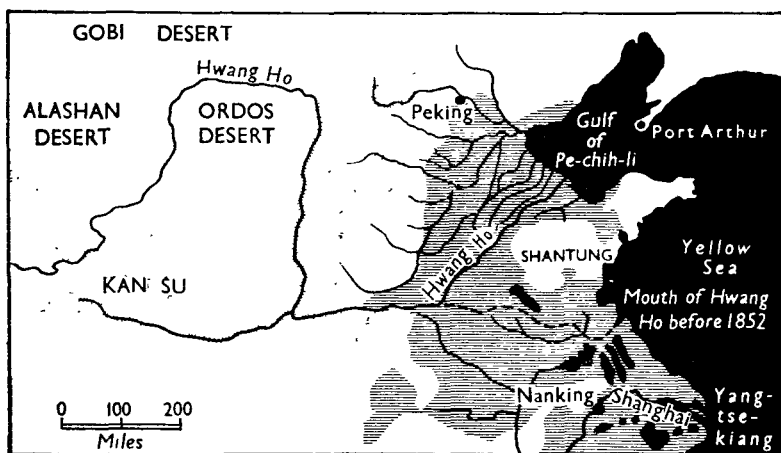 GOBI DESERT
Hwang Ho
ALASHAN
DESERT
ORDOS
DESERT
Peking
Gulf
of
Pe-chih-li
Port Arthur
KAN SU
Hwang Ho
SHANTUNG
Yellow
Sea
Mouth of Hwang
Ho before 1852
Nanking
Shanghai
Yang-
tse-
kiang
0 100 200
Miles